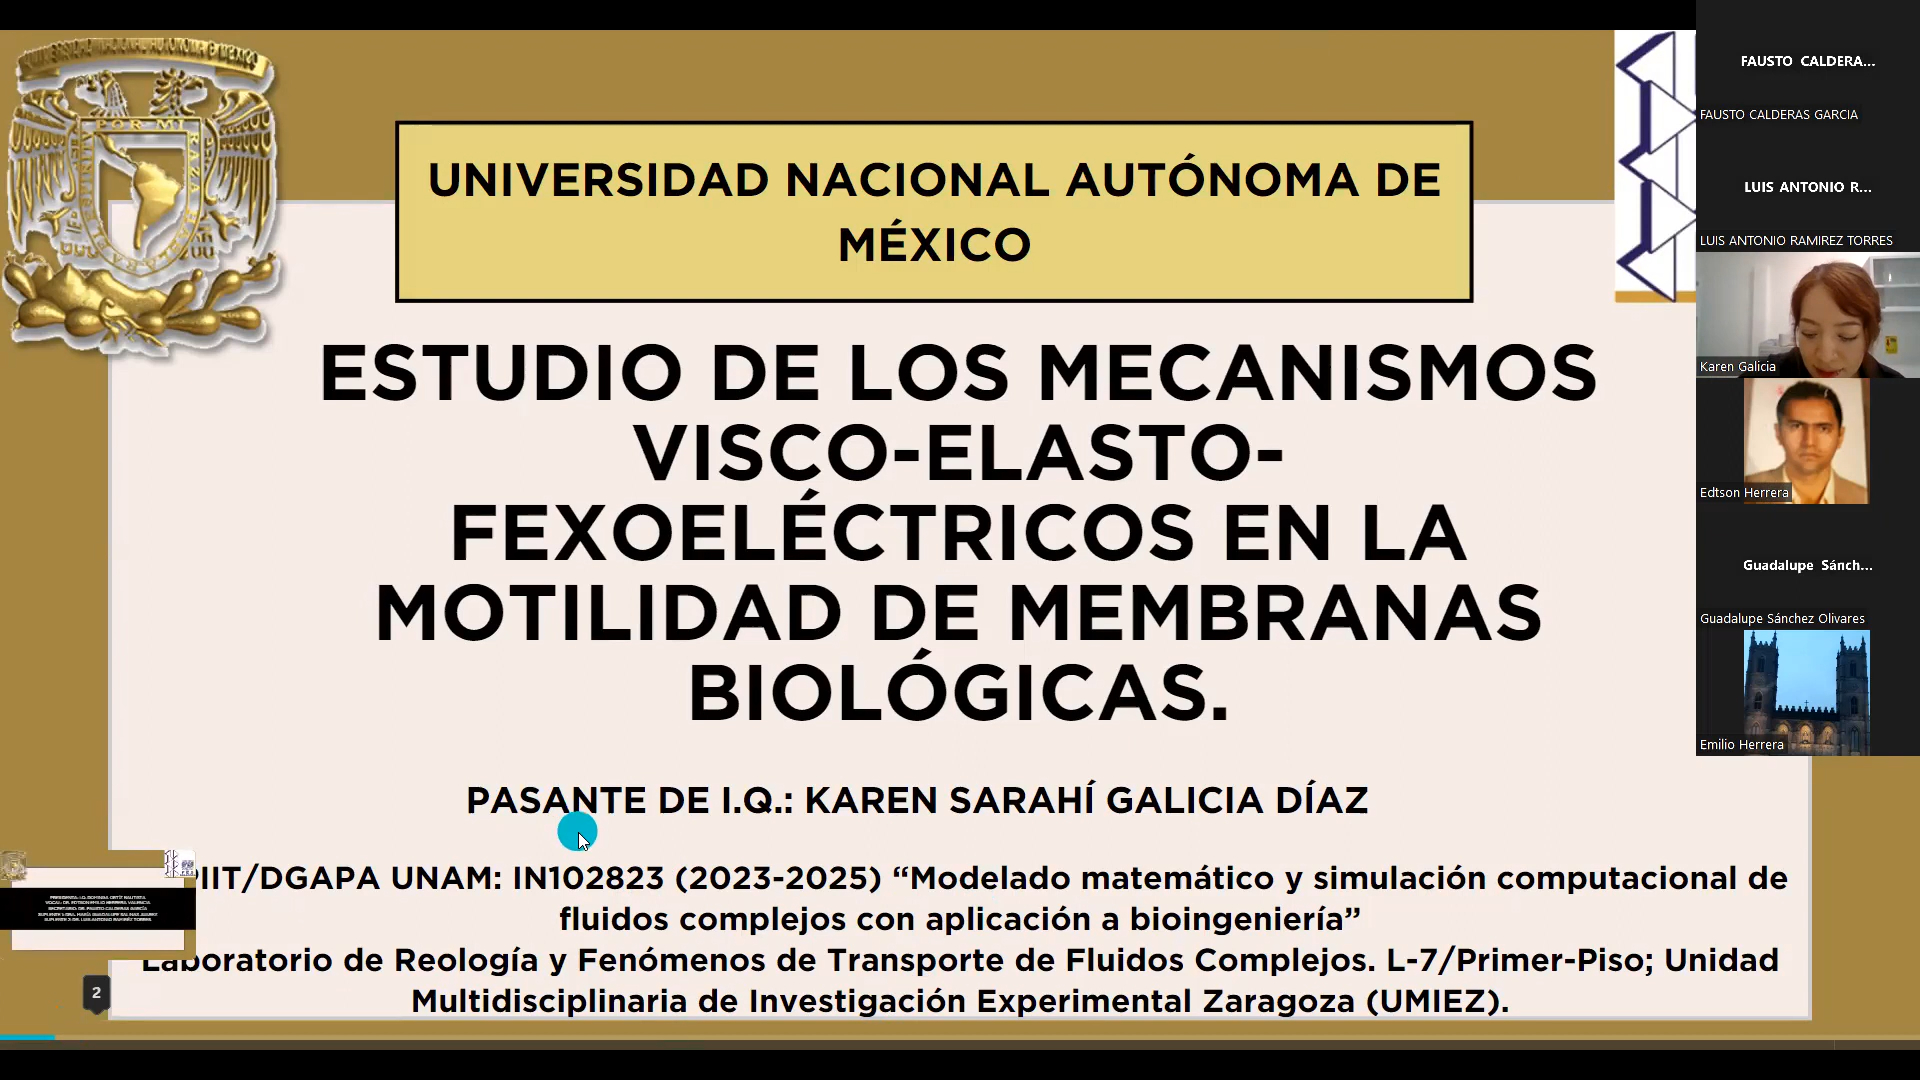 UNIVERSIDAD NACIONAL AUTÓNOMA DE
MÉXICO
ESTUDIO DE LOS MECANISMOS
VISCO-ELASTO-
FEXOELÉCTRICOS EN LA
MOTILIDAD DE MEMBRANAS
BIOLÓGICAS.
PASANTE DE I.Q.: KAREN SARAHÍ GALICIA DÍAZ
IIT/DGAPA UNAM: IN102823 (2023-2025) “Modelado matemático y simulación computacional de
fluidos complejos con aplicación a bioingeniería”
Laboratorio de Reología y Fenómenos de Transporte de Fluidos Complejos. L-7/Primer-Piso; Unidad
Multidisciplinaria de Investigación Experimental Zaragoza (UMIEZ).
2
POR MI RAZA
FAUSTO CALDERA...
FAUSTO CALDERAS GARCIA
LUIS ANTONIO R...
LUIS ANTONIO RAMIREZ TORRES
Karen Galicia
Edtson Herrera
Guadalupe Sánch...
Guadalupe Sánchez Olivares
Emilio Herrera